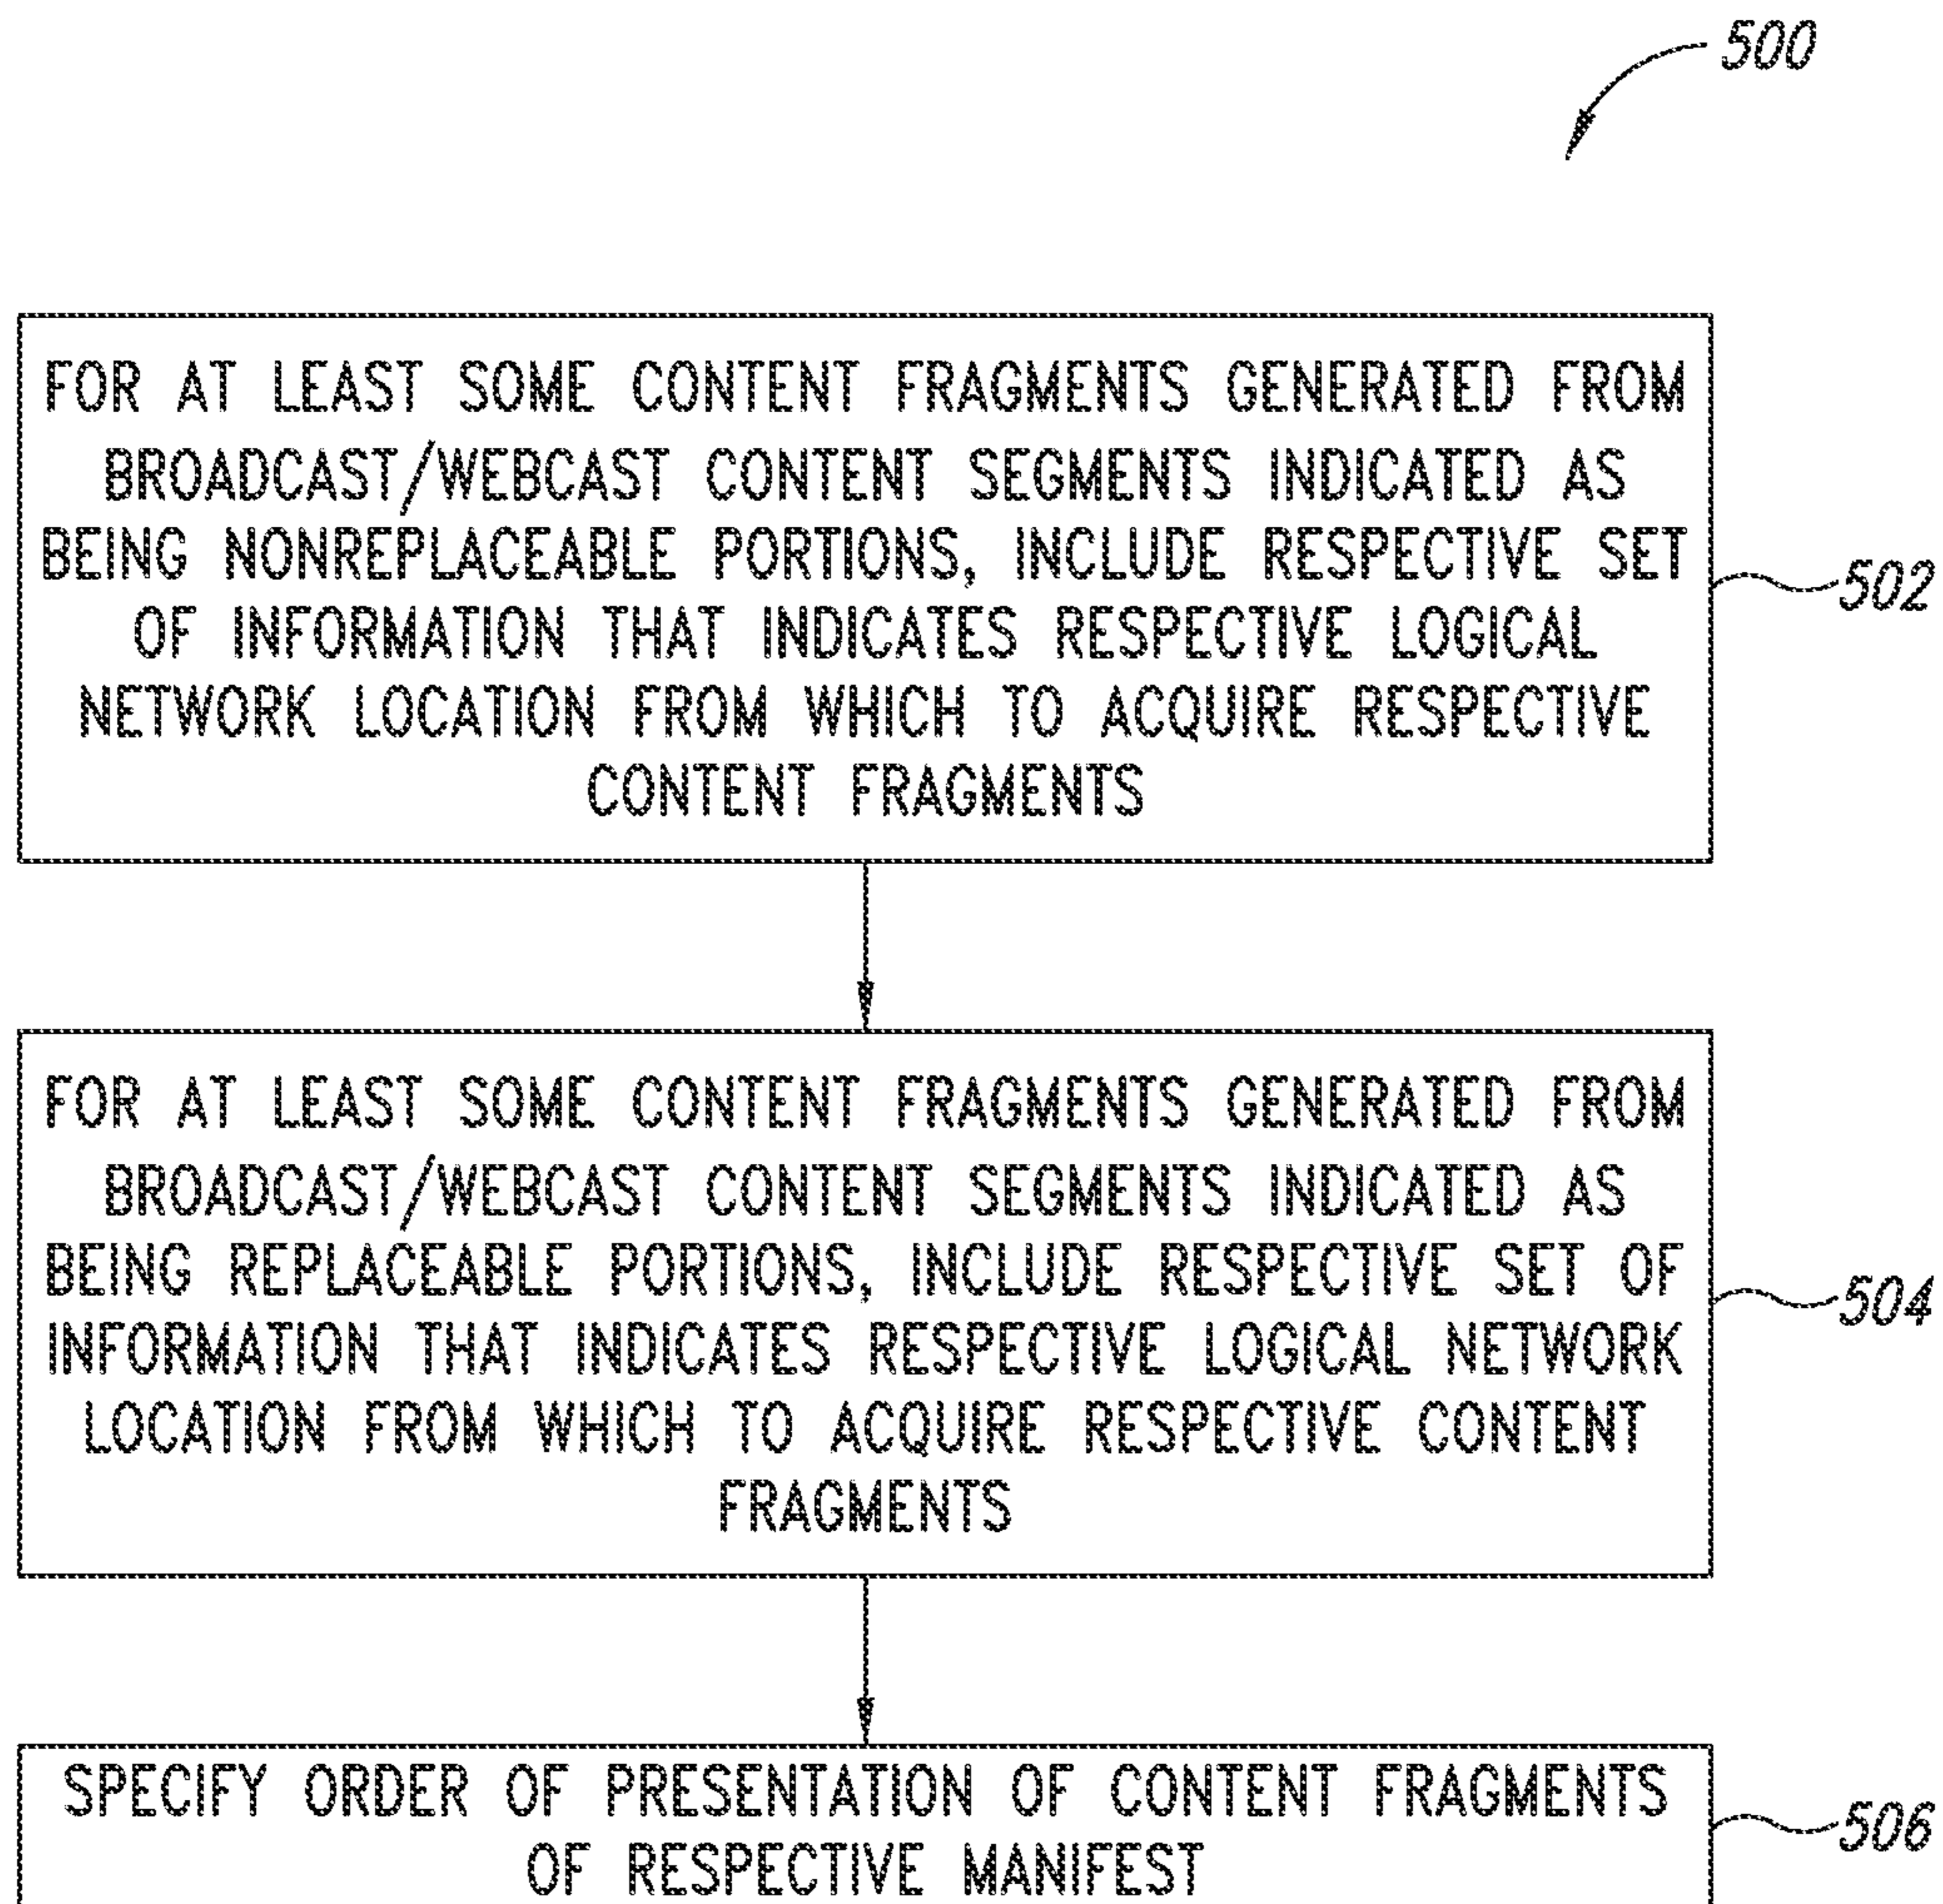 500
FOR AT LEAST SOME CONTENT FRAGMENTS GENERATED FROM
BROADCAST/WEBCAST CONTENT SEGMENTS INDICATED AS
BEING NONREPLACEABLE PORTIONS, INCLUDE RESPECTIVE SET
OF INFORMATION THAT INDICATES RESPECTIVE LOGICAL
NETWORK LOCATION FROM WHICH TO ACQUIRE RESPECTIVE
CONTENT FRAGMENTS
502
FOR AT LEAST SOME CONTENT FRAGMENTS GENERATED FROM
BROADCAST/WEBCAST CONTENT SEGMENTS INDICATED AS
BEING REPLACEABLE PORTIONS, INCLUDE RESPECTIVE SET OF
INFORMATION THAT INDICATES RESPECTIVE LOGICAL NETWORK
LOCATION FROM WHICH TO ACQUIRE RESPECTIVE CONTENT
FRAGMENTS
504
SPECIFY ORDER OF PRESENTATION OF CONTENT FRAGMENTS
OF RESPECTIVE MANIFEST
506